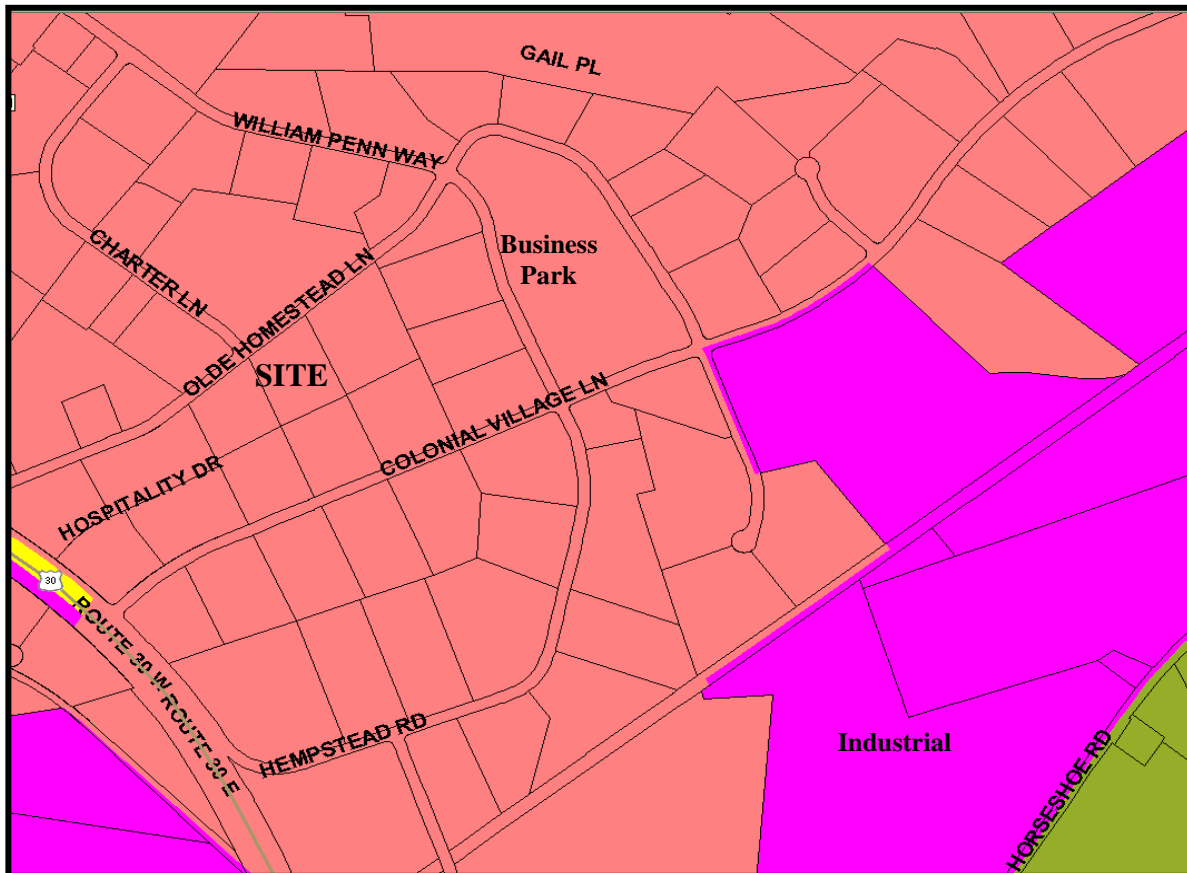 GAIL PL
WILLIAM PENN WAY
Business
Park
CHARTER LN
OLDE HOMESTEAD LN
SITE
COLONIAL VILLAGE LN
HOSPITALITY DR
30
ROUTE 30 W
ROUTE 30 E
HEMPSTEAD RD
Industrial
HORSESHOE RD